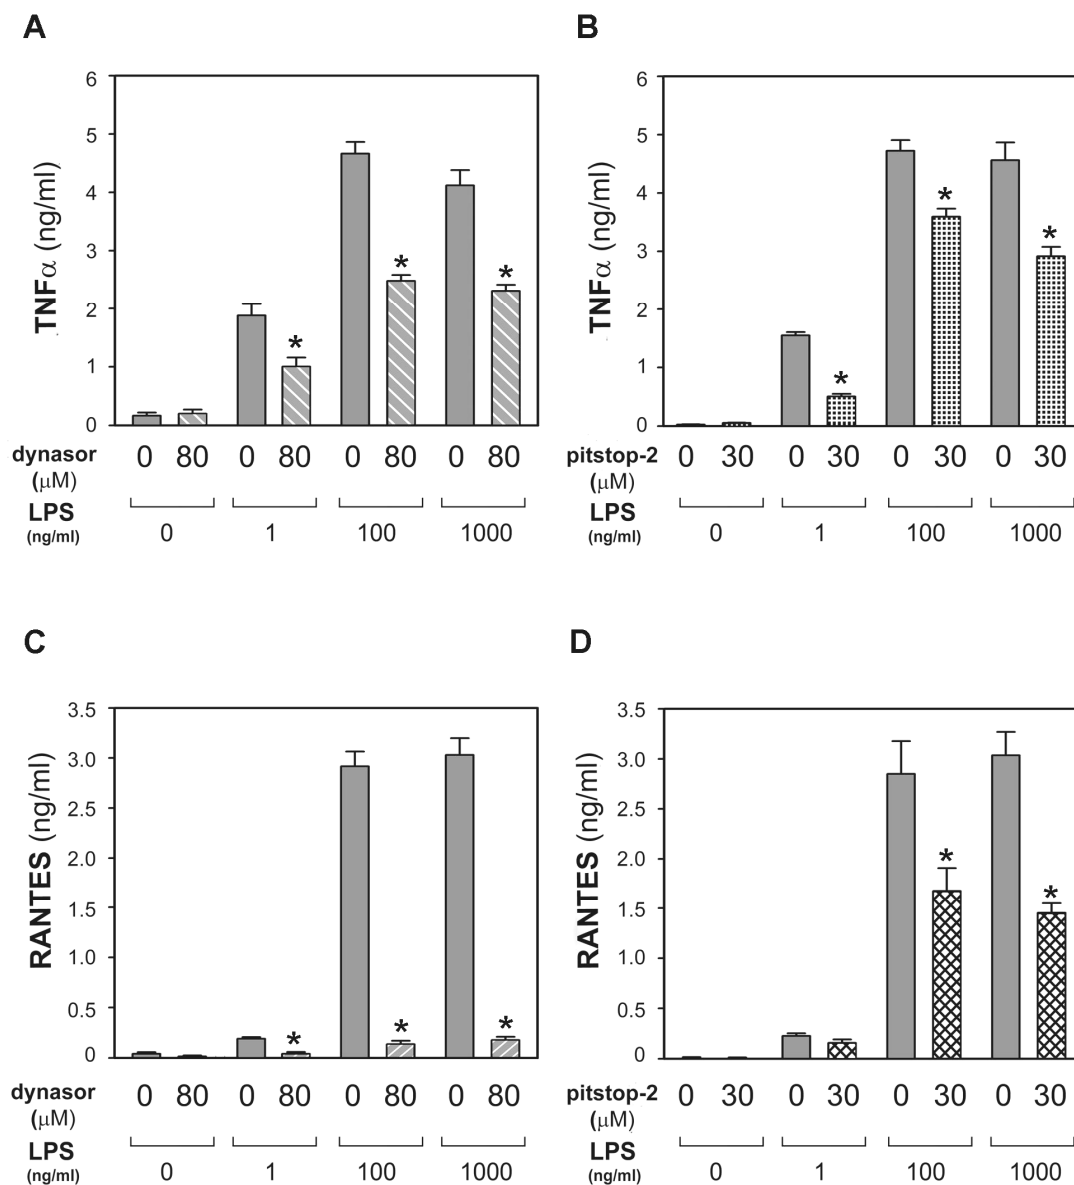 A
B
6
5
4
3
2
1
0
TNFα (ng/ml)
*
*
*
dynasor 0 80 0 80 0 80 0 80
(μM)
LPS
(ng/ml) 0 1 100 1000
6
5
4
3
2
1
0
TNFα (ng/ml)
*
*
*
pitstop-2 0 30 0 30 0 30 0 30
(μM)
LPS
(ng/ml) 0 1 100 1000
C
D
3.5
3.0
2.5
2.0
1.5
1.0
0.5
0
RANTES (ng/ml)
*
*
*
dynasor 0 80 0 80 0 80 0 80
(μM)
LPS
(ng/ml) 0 1 100 1000
3.5
3.0
2.5
2.0
1.5
1.0
0.5
0
RANTES (ng/ml)
*
*
pitstop-2 0 30 0 30 0 30 0 30
(μM)
LPS
(ng/ml) 0 1 100 1000